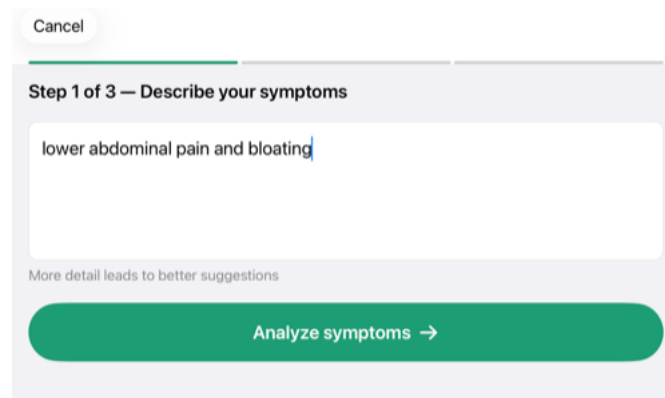 Cancel
Step 1 of 3 — Describe your symptoms
lower abdominal pain and bloating
More detail leads to better suggestions
Analyze symptoms →